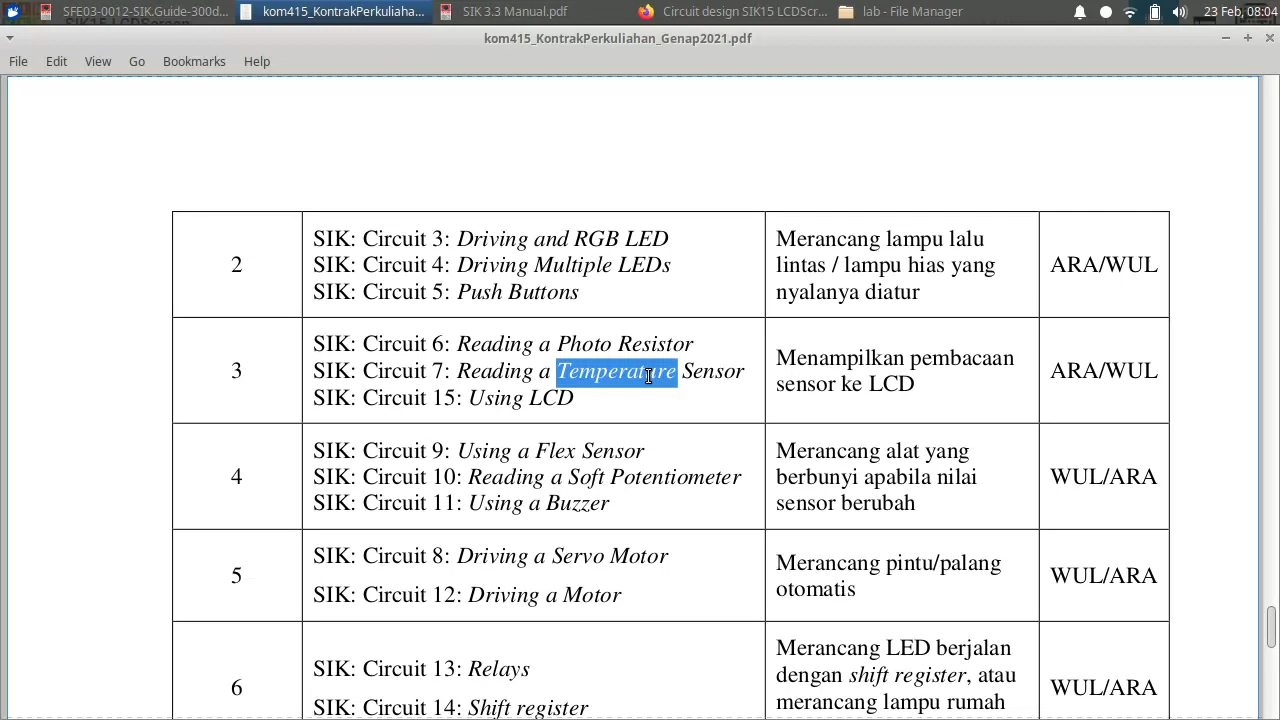 SFE03-0012-SIK.Guide-300d...
kom415_KontrakPerkuliaha...
SIK 3.3 Manual.pdf
Circuit design SIK15 LCDScr...
lab - File Manager
23 Feb, 08:04
kom415_KontrakPerkuliahan_Genap2021.pdf
File Edit View Go Bookmarks Help
2
SIK: Circuit 3: Driving and RGB LED
SIK: Circuit 4: Driving Multiple LEDs
SIK: Circuit 5: Push Buttons
Merancang lampu lalu
lintas / lampu hias yang
nyalanya diatur
ARA/WUL
3
SIK: Circuit 6: Reading a Photo Resistor
SIK: Circuit 7: Reading a Temperature Sensor
SIK: Circuit 15: Using LCD
Menampilkan pembacaan
sensor ke LCD
ARA/WUL
4
SIK: Circuit 9: Using a Flex Sensor
SIK: Circuit 10: Reading a Soft Potentiometer
SIK: Circuit 11: Using a Buzzer
Merancang alat yang
berbunyi apabila nilai
sensor berubah
WUL/ARA
5
SIK: Circuit 8: Driving a Servo Motor
SIK: Circuit 12: Driving a Motor
Merancang pintu/palang
otomatis
WUL/ARA
6
SIK: Circuit 13: Relays
SIK: Circuit 14: Shift register
Merancang LED berjalan
dengan shift register, atau
merancang lampu rumah
WUL/ARA